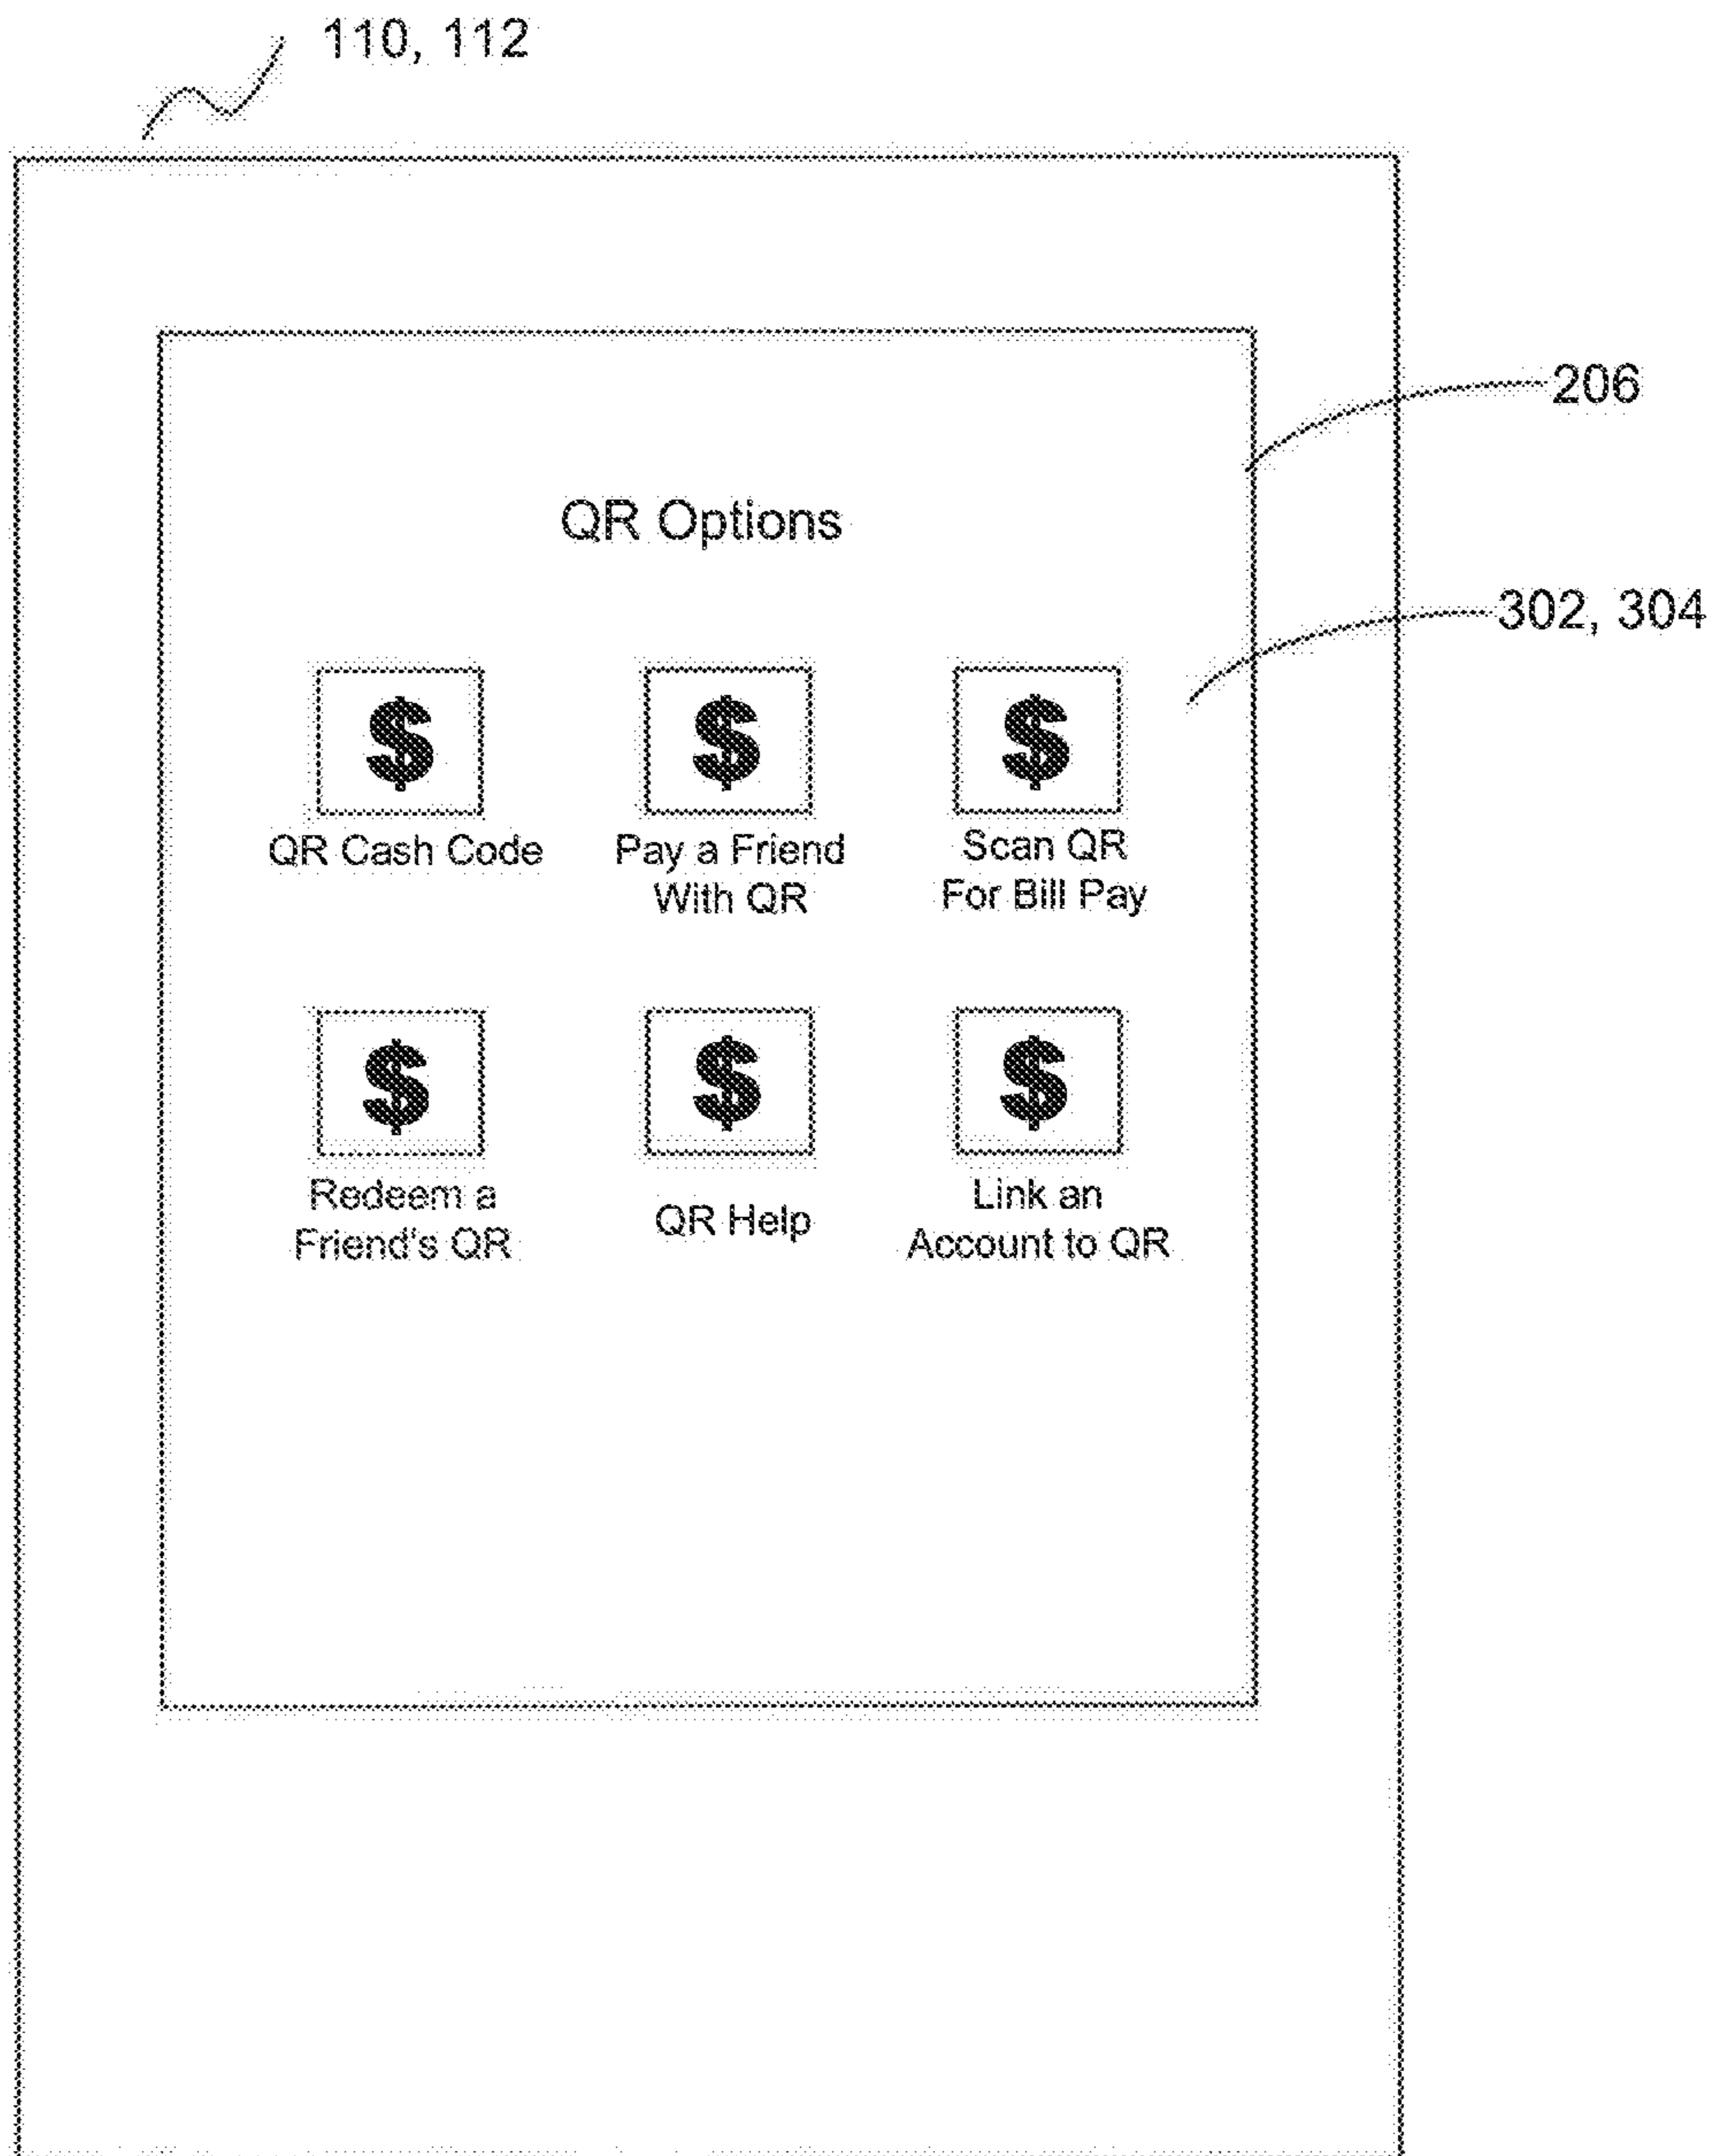 110, 112
206
QR Options
302, 304
$ $ $
QR Cash Code
Pay a Friend
With QR
Scan QR
For Bill Pay
$ $ $
Redeem a
Friend's QR
QR Help
Link an
Account to QR